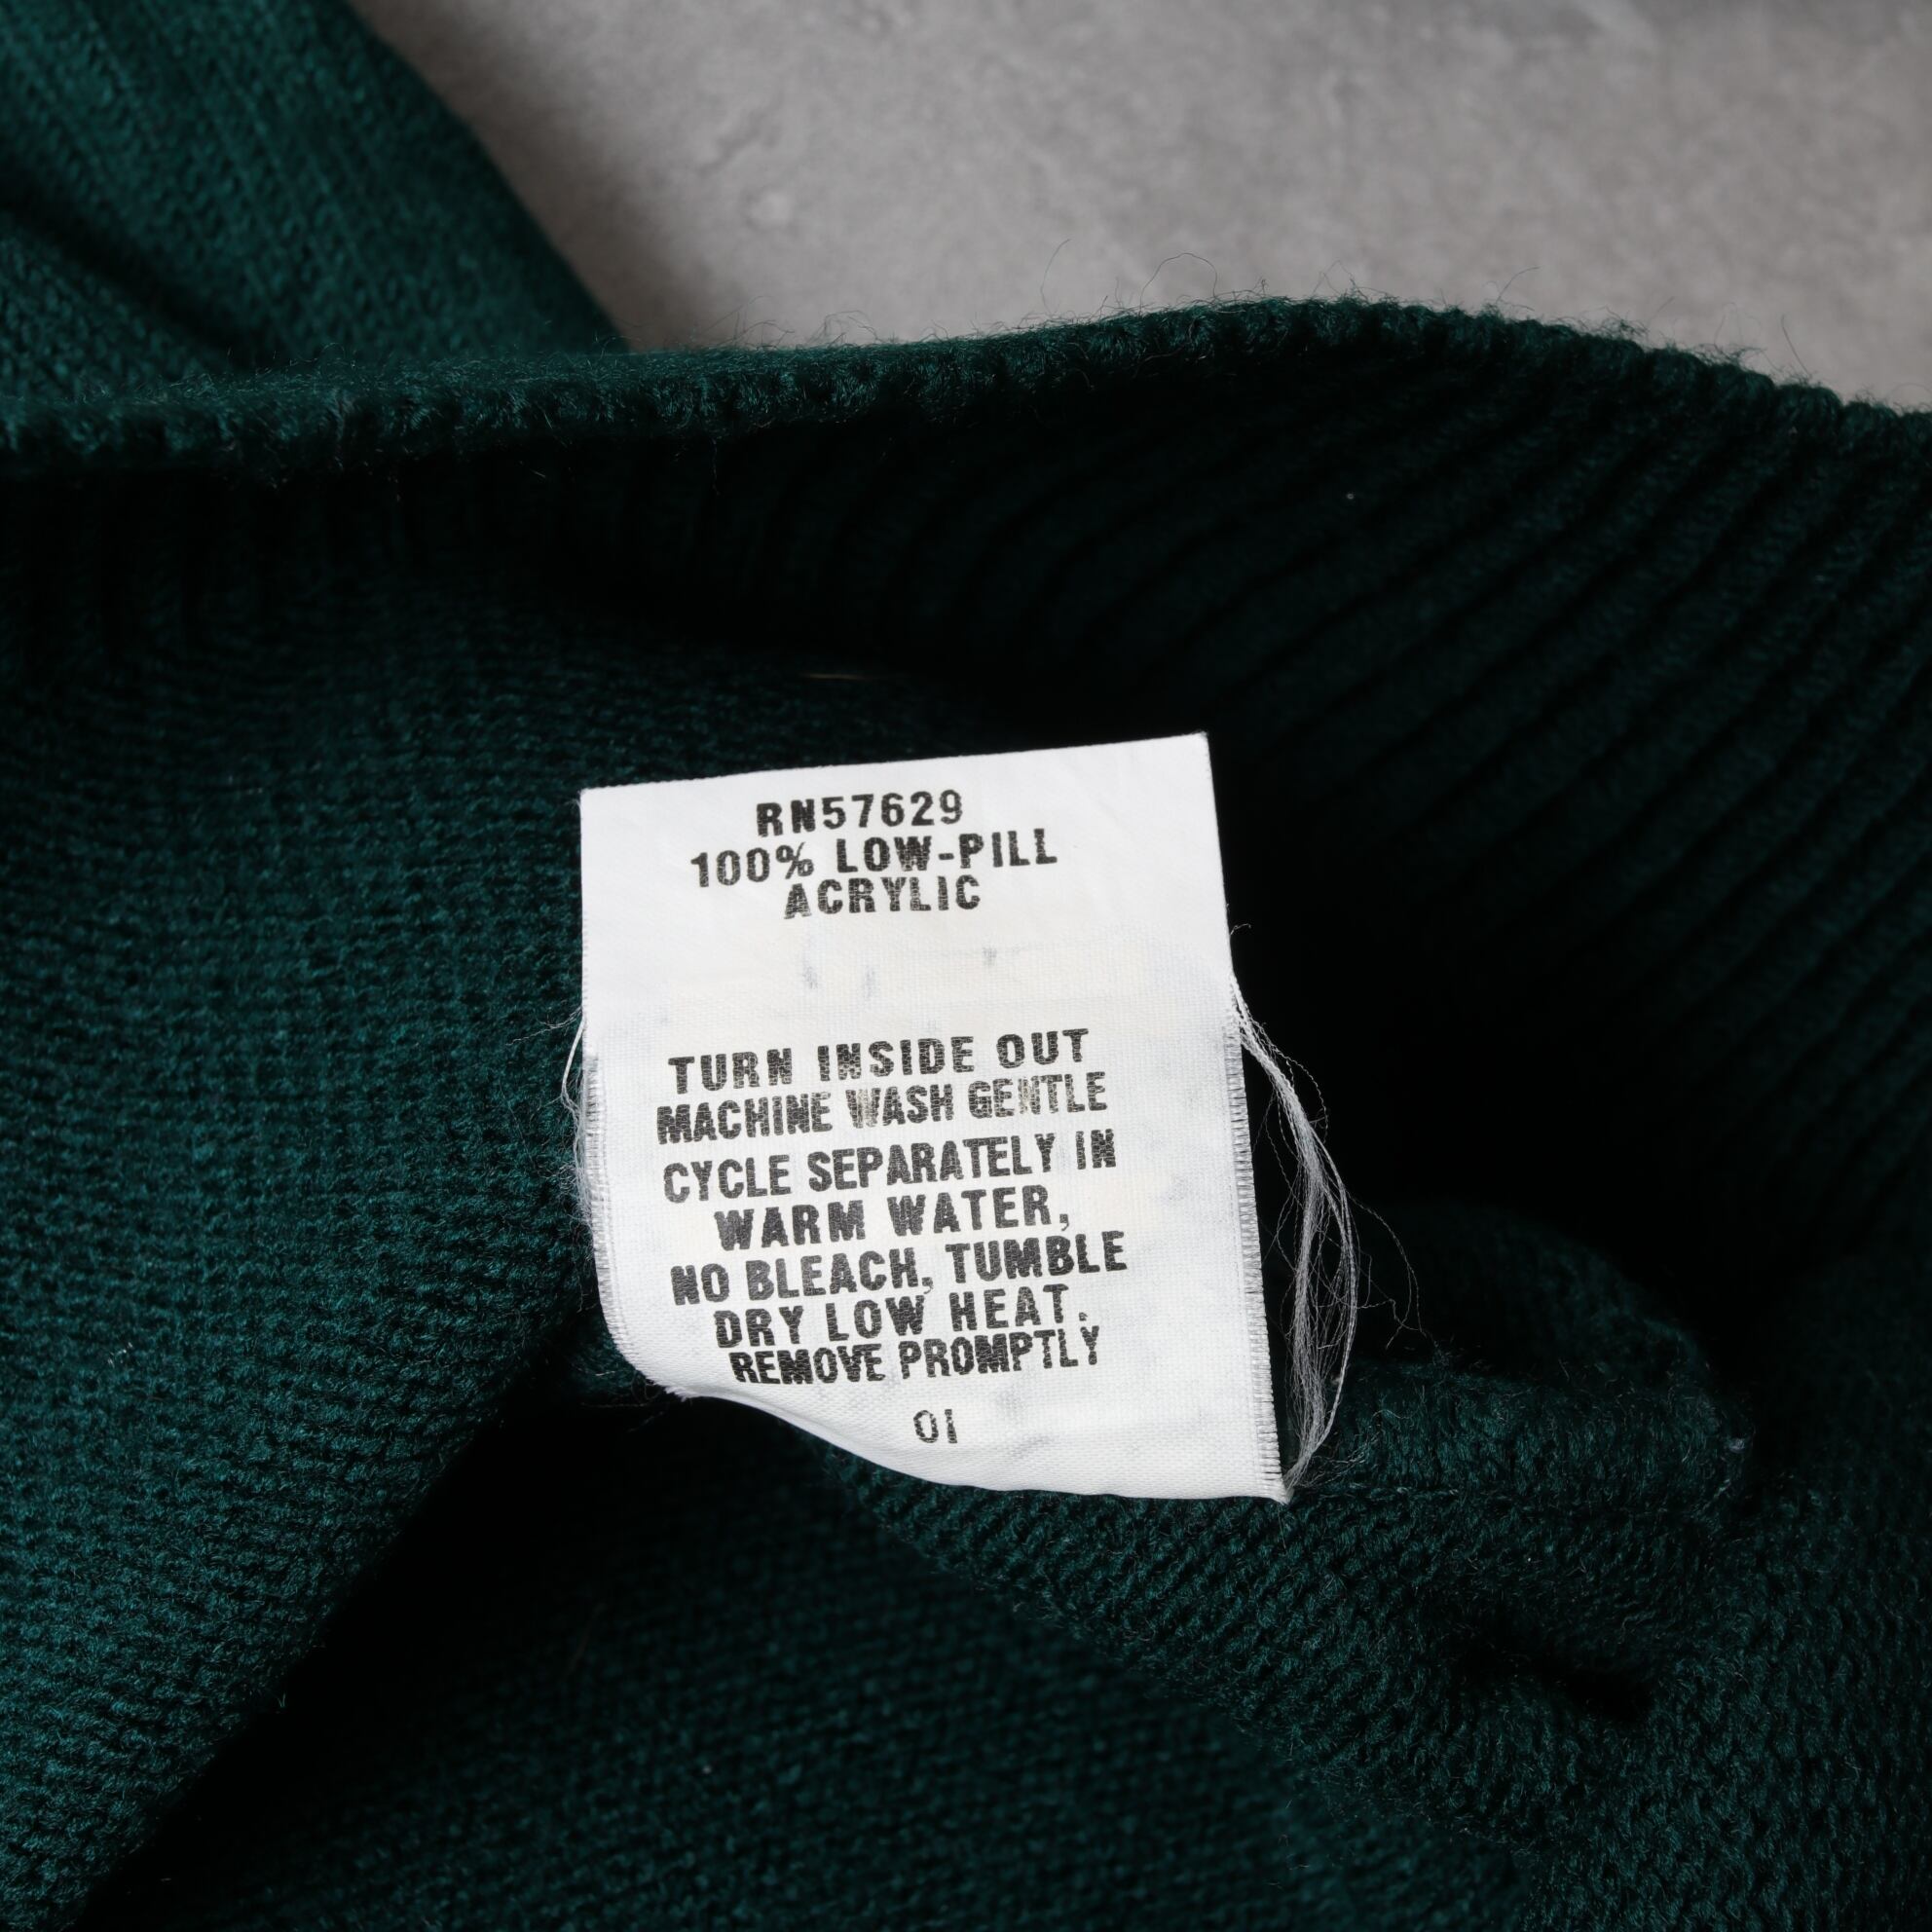 RN57629
100% LOW-PILL
ACRYLIC
TURN INSIDE OUT
MACHINE WASH GENTLE
CYCLE SEPARATELY IN
WARM WATER,
NO BLEACH, TUMBLE
DRY LOW HEAT.
REMOVE PROMPTLY
01